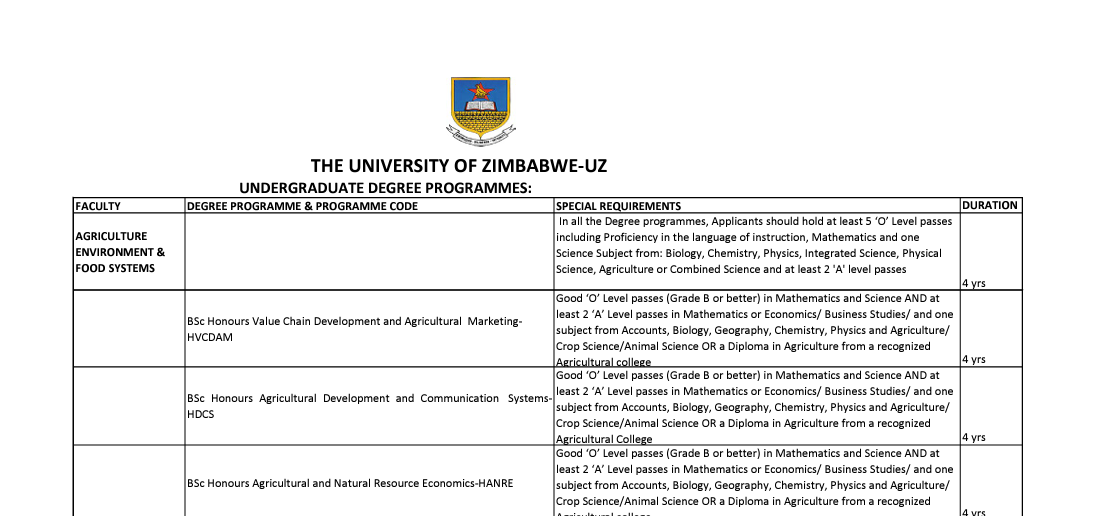 THE UNIVERSITY OF ZIMBABWE-UZ
UNDERGRADUATE DEGREE PROGRAMMES:
FACULTY
DEGREE PROGRAMME & PROGRAMME CODE
SPECIAL REQUIREMENTS
DURATION
AGRICULTURE
ENVIRONMENT &
FOOD SYSTEMS
In all the Degree programmes, Applicants should hold at least 5 ‘O’ Level passes
including Proficiency in the language of instruction, Mathematics and one
Science Subject from: Biology, Chemistry, Physics, Integrated Science, Physical
Science, Agriculture or Combined Science and at least 2 'A' level passes
4 yrs
BSc Honours Value Chain Development and Agricultural Marketing-
HVCDAM
Good ‘O’ Level passes (Grade B or better) in Mathematics and Science AND at
least 2 ‘A’ Level passes in Mathematics or Economics/ Business Studies/ and one
subject from Accounts, Biology, Geography, Chemistry, Physics and Agriculture/
Crop Science/Animal Science OR a Diploma in Agriculture from a recognized
Agricultural college
4 yrs
BSc Honours Agricultural Development and Communication Systems-
HDCS
Good ‘O’ Level passes (Grade B or better) in Mathematics and Science AND at
least 2 ‘A’ Level passes in Mathematics or Economics/ Business Studies/ and one
subject from Accounts, Biology, Geography, Chemistry, Physics and Agriculture/
Crop Science/Animal Science OR a Diploma in Agriculture from a recognized
Agricultural College
4 yrs
BSc Honours Agricultural and Natural Resource Economics-HANRE
Good ‘O’ Level passes (Grade B or better) in Mathematics and Science AND at
least 2 ‘A’ Level passes in Mathematics or Economics/ Business Studies/ and one
subject from Accounts, Biology, Geography, Chemistry, Physics and Agriculture/
Crop Science/Animal Science OR a Diploma in Agriculture from a recognized
Agricultural college
4 yrs